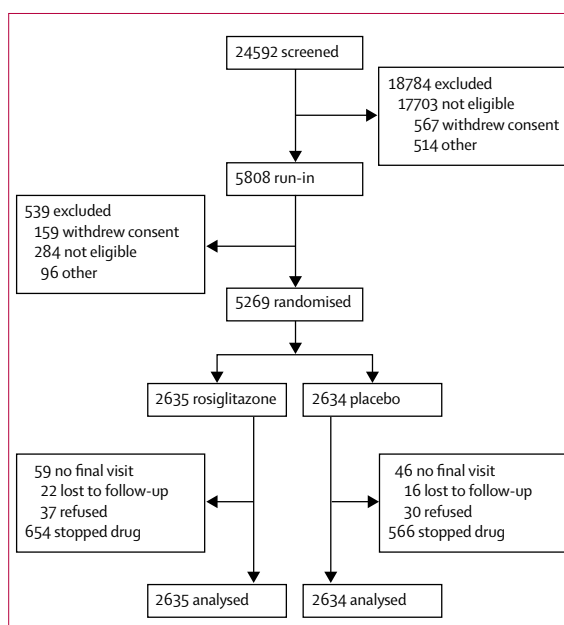 24592 screened
18784 excluded
17703 not eligible
567 withdrew consent
514 other
5808 run-in
539 excluded
159 withdrew consent
284 not eligible
96 other
5269 randomised
2635 rosiglitazone
2634 placebo
59 no final visit
22 lost to follow-up
37 refused
654 stopped drug
46 no final visit
16 lost to follow-up
30 refused
566 stopped drug
2635 analysed
2634 analysed